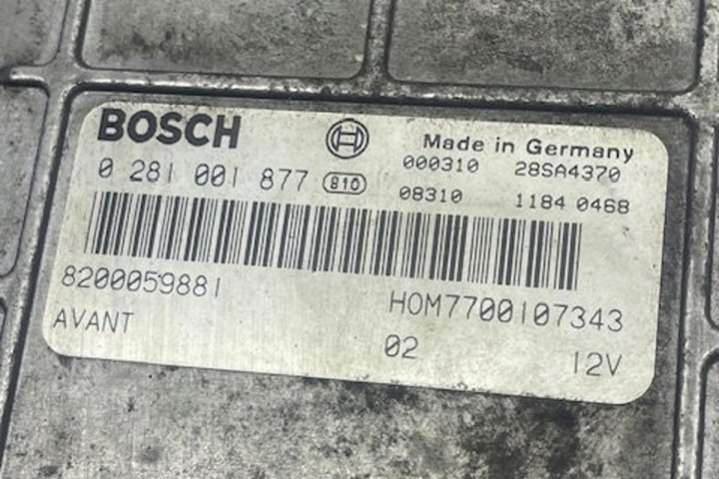 BOSCH
Made in Germany
0 281 001 877 810
000310 28SA4370
08310 1184 0468
8200059881
HOM7700107343
AVANT
02 12V